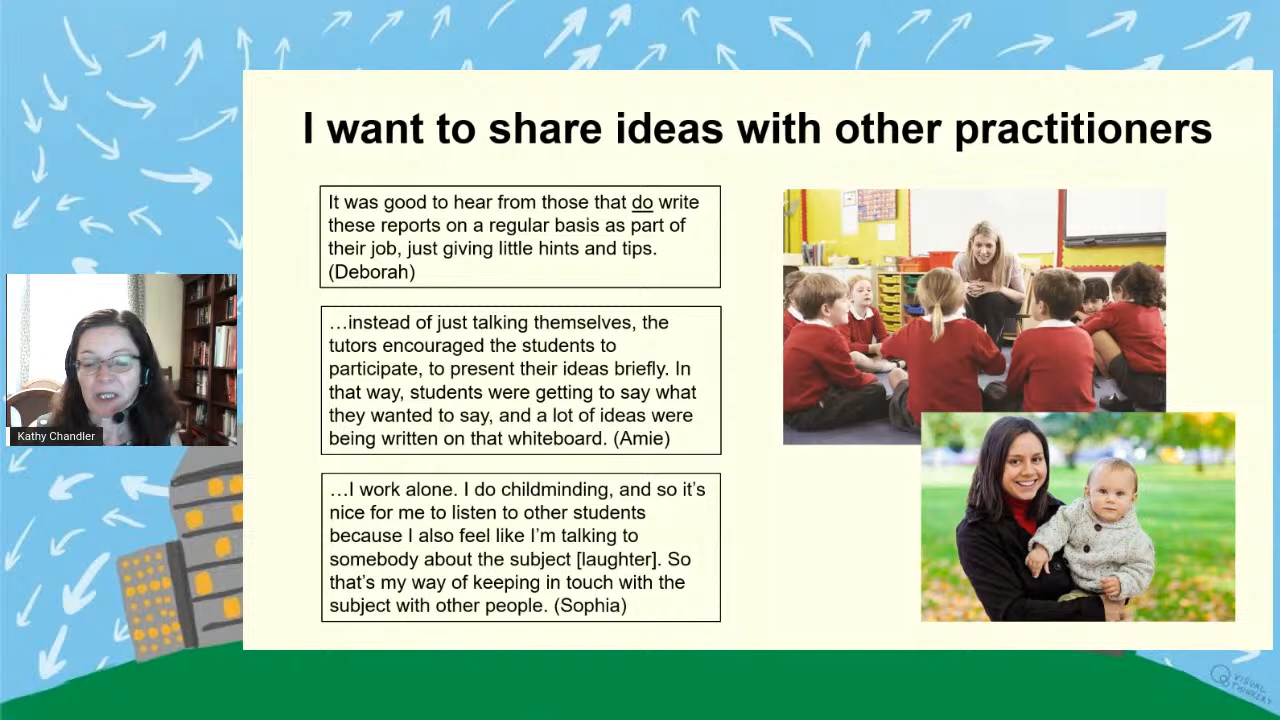 I want to share ideas with other practitioners
It was good to hear from those that do write
these reports on a regular basis as part of
their job, just giving little hints and tips.
(Deborah)
…instead of just talking themselves, the
tutors encouraged the students to
participate, to present their ideas briefly. In
that way, students were getting to say what
they wanted to say, and a lot of ideas were
being written on that whiteboard. (Amie)
…I work alone. I do childminding, and so it's
nice for me to listen to other students
because I also feel like I'm talking to
somebody about the subject [laughter]. So
that's my way of keeping in touch with the
subject with other people. (Sophia)
Kathy Chandler
VISUAL
THINKERY